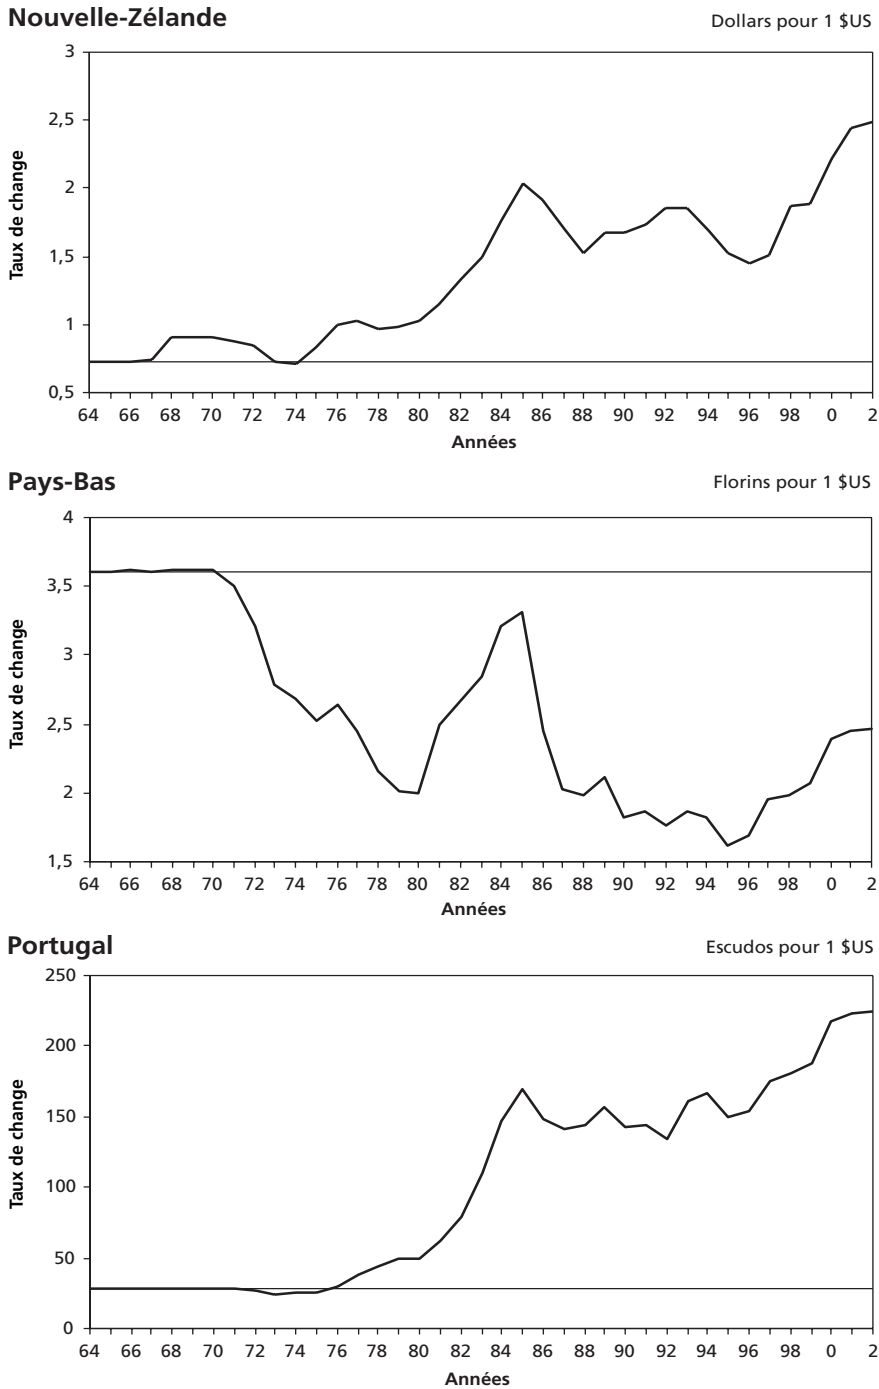 Nouvelle-Zélande
Dollars pour 1 $US
Taux de change
3
2,5
2
1,5
1
0,5
64 66 68 70 72 74 76 78 80 82 84 86 88 90 92 94 96 98 0 2
Années
Pays-Bas
Florins pour 1 $US
Taux de change
4
3,5
3
2,5
2
1,5
64 66 68 70 72 74 76 78 80 82 84 86 88 90 92 94 96 98 0 2
Années
Portugal
Escudos pour 1 $US
Taux de change
250
200
150
100
50
0
64 66 68 70 72 74 76 78 80 82 84 86 88 90 92 94 96 98 0 2
Années